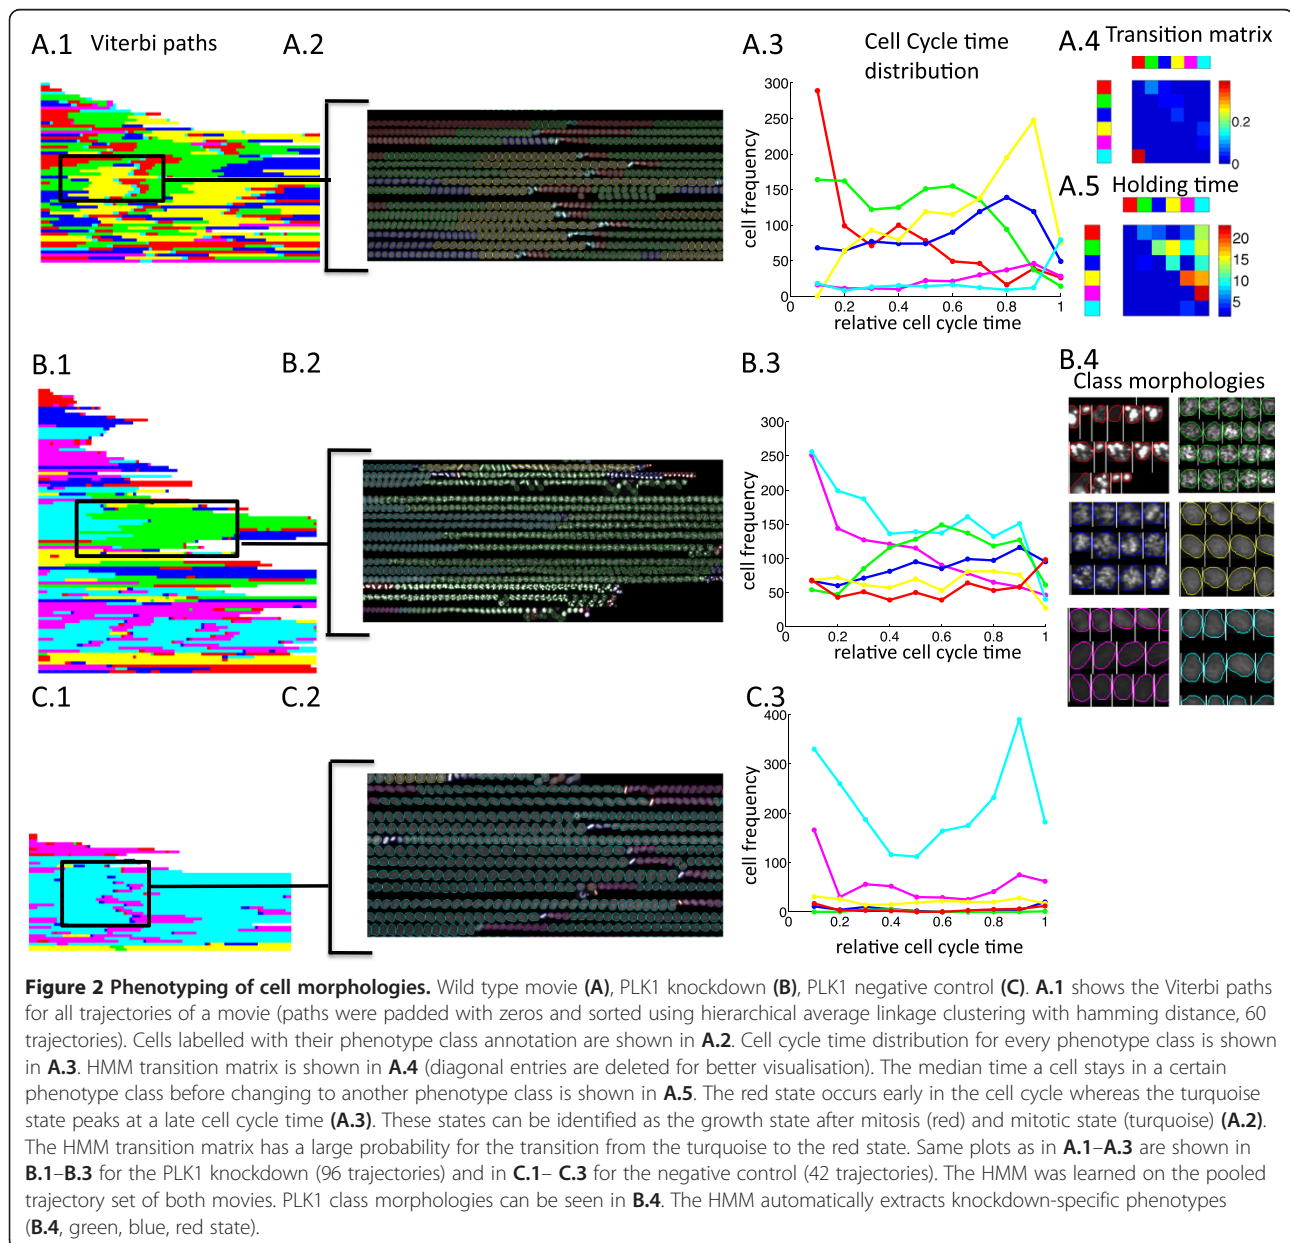 A.1 Viterbi paths
A.2
A.3 Cell Cycle time
distribution
A.4 Transition matrix
300
250
200
150
100
50
0
cell frequency
0.2 0.4 0.6 0.8 1
relative cell cycle time
0.2
0
A.5 Holding time
20
15
10
5
B.1
B.2
B.3
300
250
200
150
100
50
0
cell frequency
0 0.2 0.4 0.6 0.8 1
relative cell cycle time
B.4
Class morphologies
C.1
C.2
C.3
400
300
200
100
0
cell frequency
0.2 0.4 0.6 0.8 1
relative cell cycle time
Figure 2 Phenotyping of cell morphologies. Wild type movie (A), PLK1 knockdown (B), PLK1 negative control (C). A.1 shows the Viterbi paths
for all trajectories of a movie (paths were padded with zeros and sorted using hierarchical average linkage clustering with hamming distance, 60
trajectories). Cells labelled with their phenotype class annotation are shown in A.2. Cell cycle time distribution for every phenotype class is shown
in A.3. HMM transition matrix is shown in A.4 (diagonal entries are deleted for better visualisation). The median time a cell stays in a certain
phenotype class before changing to another phenotype class is shown in A.5. The red state occurs early in the cell cycle whereas the turquoise
state peaks at a late cell cycle time (A.3). These states can be identified as the growth state after mitosis (red) and mitotic state (turquoise) (A.2).
The HMM transition matrix has a large probability for the transition from the turquoise to the red state. Same plots as in A.1–A.3 are shown in
B.1–B.3 for the PLK1 knockdown (96 trajectories) and in C.1– C.3 for the negative control (42 trajectories). The HMM was learned on the pooled
trajectory set of both movies. PLK1 class morphologies can be seen in B.4. The HMM automatically extracts knockdown-specific phenotypes
(B.4, green, blue, red state).